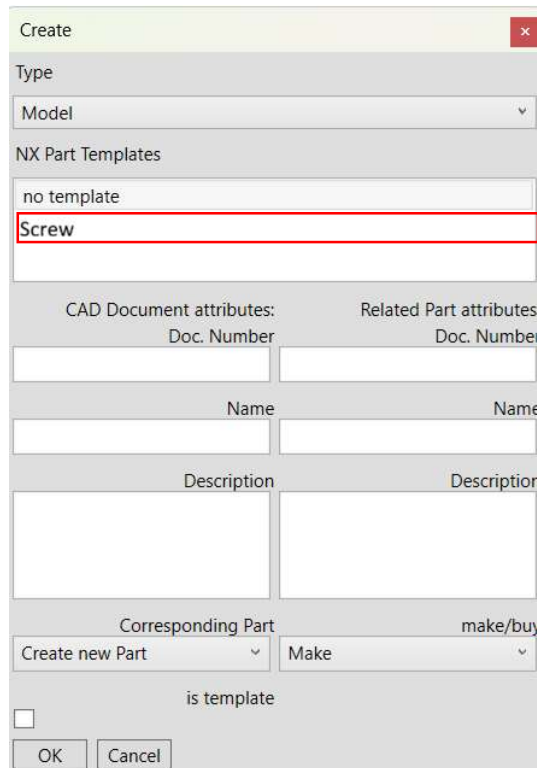 Create
Type
Model
NX Part Templates
no template
Screw
CAD Document attributes: Related Part attributes
Doc. Number Doc. Number
Name Name
Description Description
Corresponding Part make/buy
Create new Part Make
is template
OK Cancel